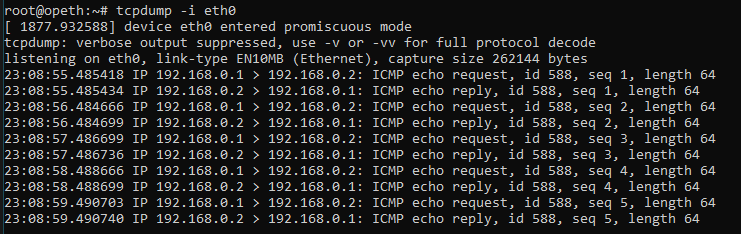 root@opeth:~# tcpdump -i eth0
[ 1877.932588] device eth0 entered promiscuous mode
tcpdump: verbose output suppressed, use -v or -vv for full protocol decode
listening on eth0, link-type EN10MB (Ethernet), capture size 262144 bytes
23:08:55.485418 IP 192.168.0.1 > 192.168.0.2: ICMP echo request, id 588, seq 1, length 64
23:08:55.485434 IP 192.168.0.2 > 192.168.0.1: ICMP echo reply, id 588, seq 1, length 64
23:08:56.484666 IP 192.168.0.1 > 192.168.0.2: ICMP echo request, id 588, seq 2, length 64
23:08:56.484699 IP 192.168.0.2 > 192.168.0.1: ICMP echo reply, id 588, seq 2, length 64
23:08:57.486699 IP 192.168.0.1 > 192.168.0.2: ICMP echo request, id 588, seq 3, length 64
23:08:57.486736 IP 192.168.0.2 > 192.168.0.1: ICMP echo reply, id 588, seq 3, length 64
23:08:58.488666 IP 192.168.0.1 > 192.168.0.2: ICMP echo request, id 588, seq 4, length 64
23:08:58.488699 IP 192.168.0.2 > 192.168.0.1: ICMP echo reply, id 588, seq 4, length 64
23:08:59.490703 IP 192.168.0.1 > 192.168.0.2: ICMP echo request, id 588, seq 5, length 64
23:08:59.490740 IP 192.168.0.2 > 192.168.0.1: ICMP echo reply, id 588, seq 5, length 64